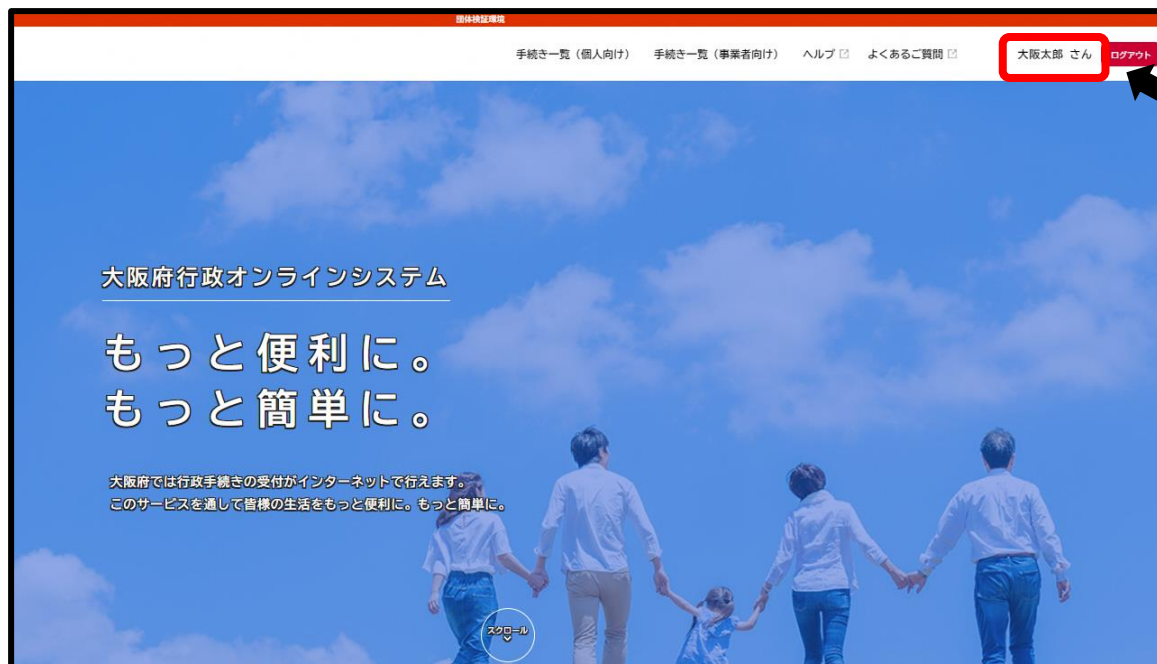 団体検証環境
手続き一覧（個人向け） 手続き一覧（事業者向け） ヘルプ よくあるご質問 大阪太郎 さん ログアウト
大阪府行政オンラインシステム
もっと便利に。
もっと簡単に。
大阪府では行政手続きの受付がインターネットで行えます。
このサービスを通して皆様の生活をもっと便利に。もっと簡単に。
スクロール